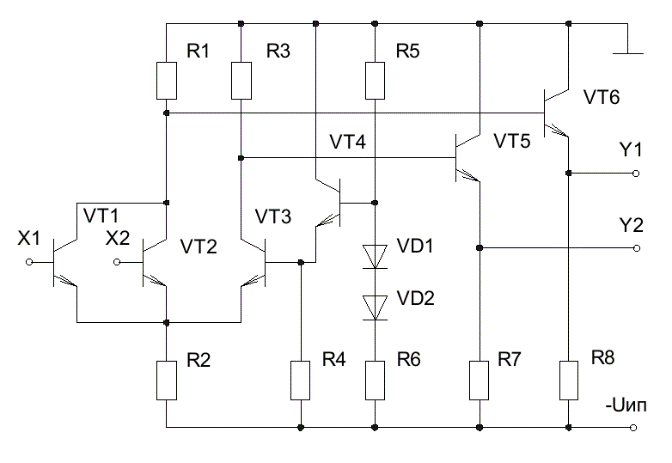 R1
R3
R5
VT6
VT4
VT5
Y1
VT1
VT3
X1
X2
VT2
Y2
VD1
VD2
R2
R4
R6
R7
R8
-Uип